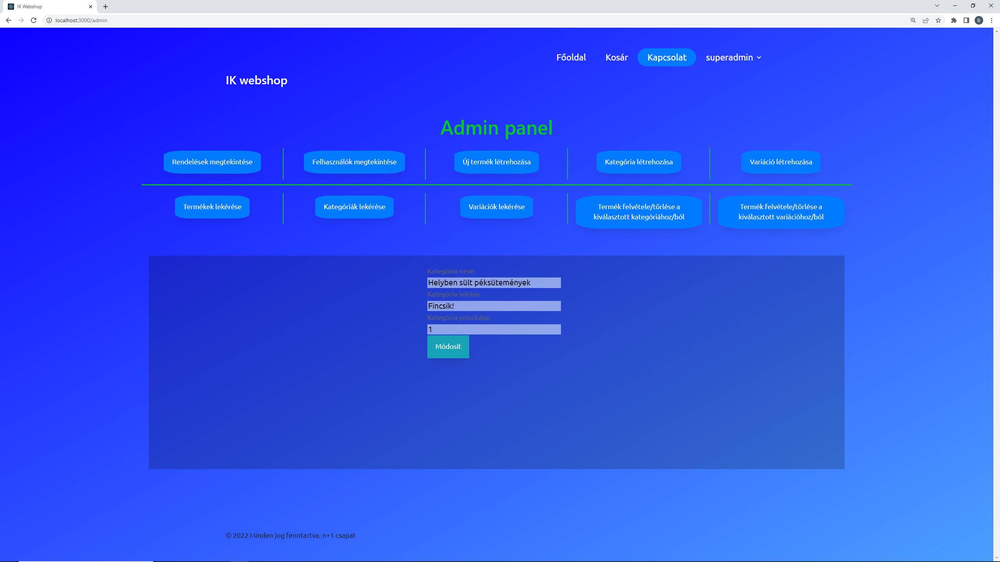 IK Webshop
localhost:3000/admin
B
Főoldal
Kosár
Kapcsolat
superadmin
IK webshop
Admin panel
Rendelések megtekintése
Felhasználók megtekintése
Új termék létrehozása
Kategória létrehozása
Variáció létrehozása
Termékek lekérése
Kategóriák lekérése
Variációk lekérése
Termék felvétele/törlése a
kiválasztott kategóriához/ból
Termék felvétele/törlése a
kiválasztott variációhoz/ból
Kategória neve:
Helyben sült péksütemények
Kategória leírása:
Fincsik!
Kategória prioritása:
1
Módosít
© 2022 Minden jog fenntartva. n+1 csapat